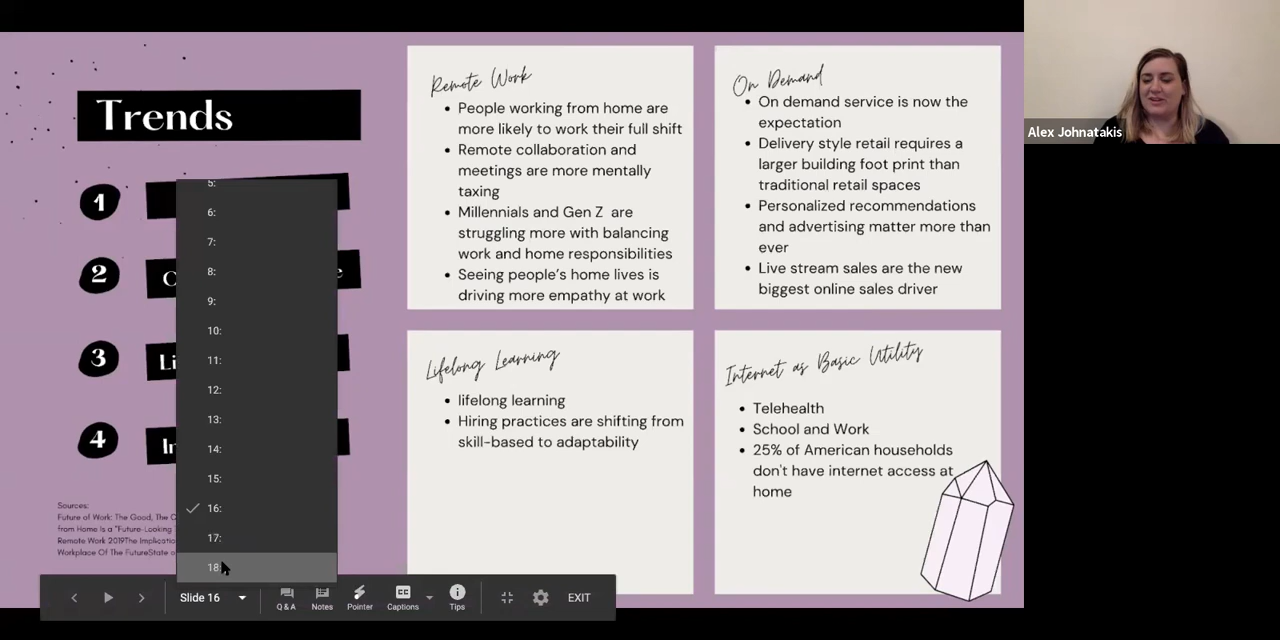 Trends
1
2
C
e
3
Li
4
In
Sources:
Future of Work: The Good, The C
from Home Is a "Future-Looking
Remote Work 2019The Implicatio
Workplace Of The FutureState o
Remote Work
• People working from home are
more likely to work their full shift
• Remote collaboration and
meetings are more mentally
taxing
• Millennials and Gen Z are
struggling more with balancing
work and home responsibilities
• Seeing people's home lives is
driving more empathy at work
On Demand
• On demand service is now the
expectation
• Delivery style retail requires a
larger building foot print than
traditional retail spaces
• Personalized recommendations
and advertising matter more than
ever
• Live stream sales are the new
biggest online sales driver
Lifelong Learning
• lifelong learning
• Hiring practices are shifting from
skill-based to adaptability
Internet as Basic Utility
• Telehealth
• School and Work
• 25% of American households
don't have internet access at
home
5:
6:
7:
8:
9:
10:
11:
12:
13:
14:
15:
16:
17:
18:
Slide 16
Q & A
Notes
Pointer
Captions
Tips
EXIT
Alex Johnatakis